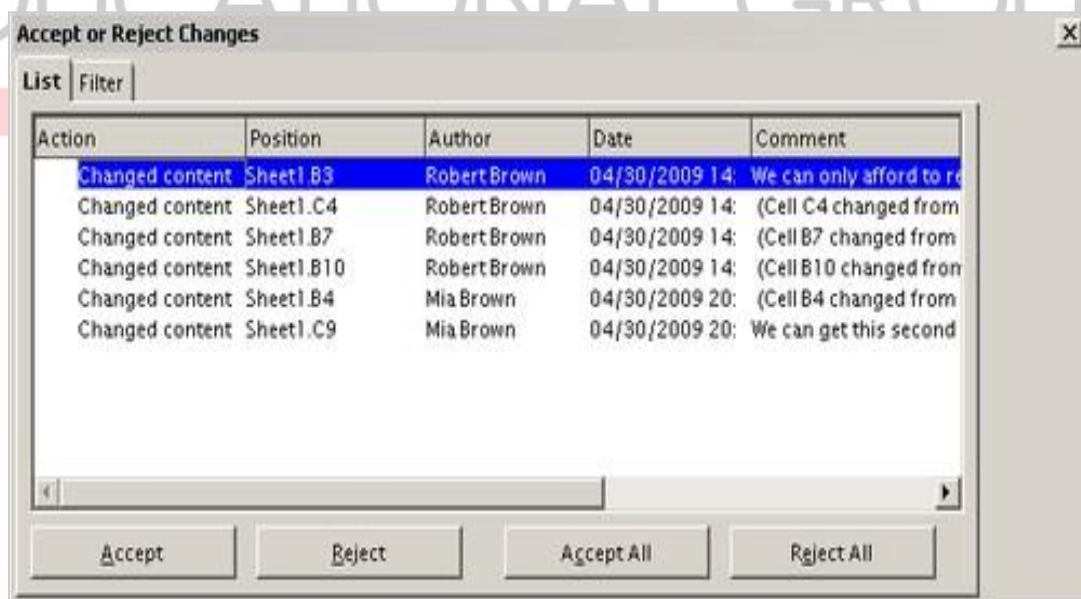 UCATIONAL GROU
Accept or Reject Changes
List Filter
Action Position Author Date Comment
Changed content Sheet1.B3 Robert Brown 04/30/2009 14: We can only afford to re
Changed content Sheet1.C4 Robert Brown 04/30/2009 14: (Cell C4 changed from
Changed content Sheet1.B7 Robert Brown 04/30/2009 14: (Cell B7 changed from
Changed content Sheet1.B10 Robert Brown 04/30/2009 14: (Cell B10 changed from
Changed content Sheet1.B4 Mia Brown 04/30/2009 20: (Cell B4 changed from
Changed content Sheet1.C9 Mia Brown 04/30/2009 20: We can get this second
Accept Reject Accept All Reject All